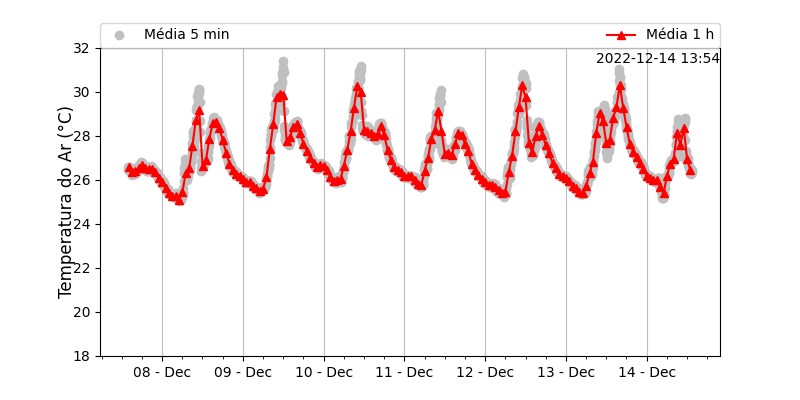 Média 5 min
Média 1 h
2022-12-14 13:54
Temperatura do Ar (°C)
32
30
28
26
24
22
20
18
08 - Dec
09 - Dec
10 - Dec
11 - Dec
12 - Dec
13 - Dec
14 - Dec